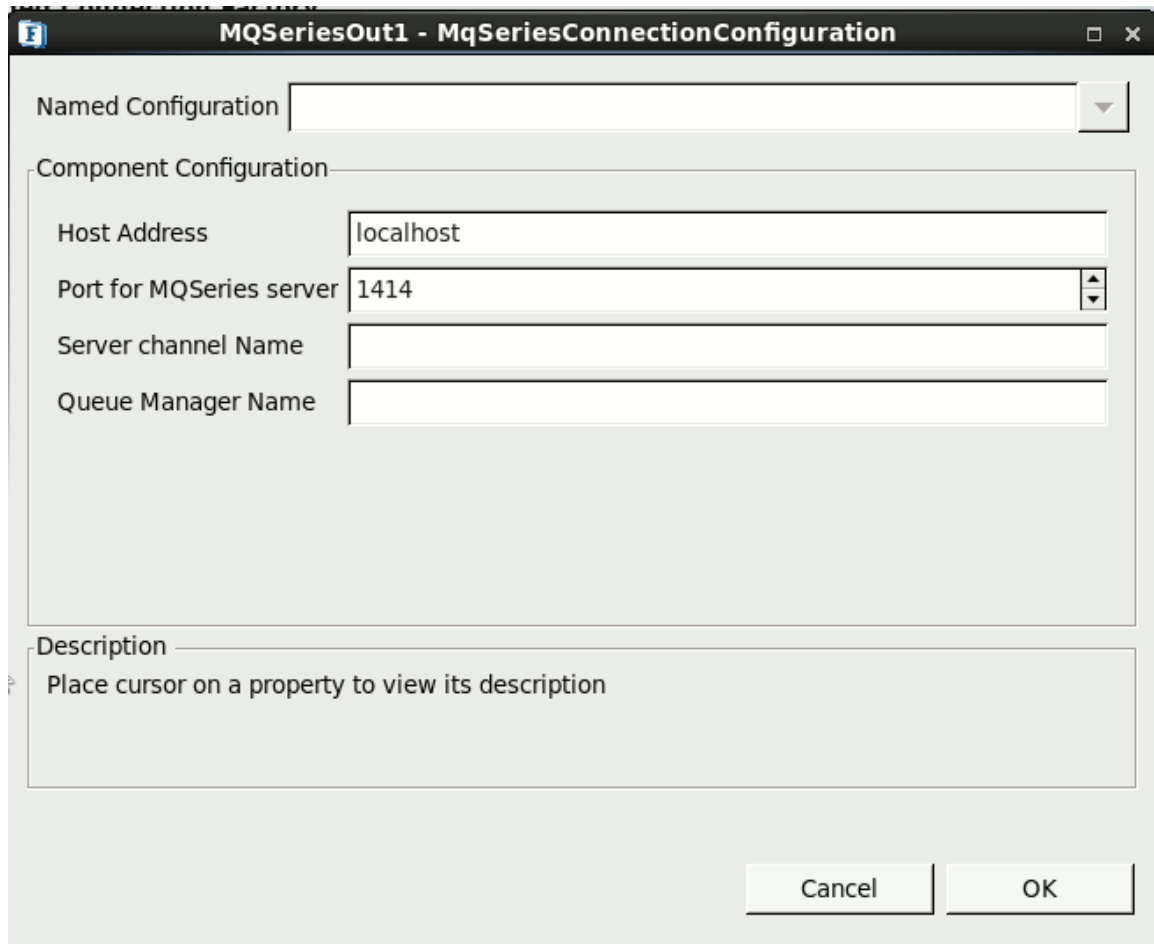 MQSeriesOut1 - MqSeriesConnectionConfiguration
Named Configuration
Component Configuration
Host Address localhost
Port for MQSeries server 1414
Server channel Name
Queue Manager Name
Description
Place cursor on a property to view its description
Cancel OK